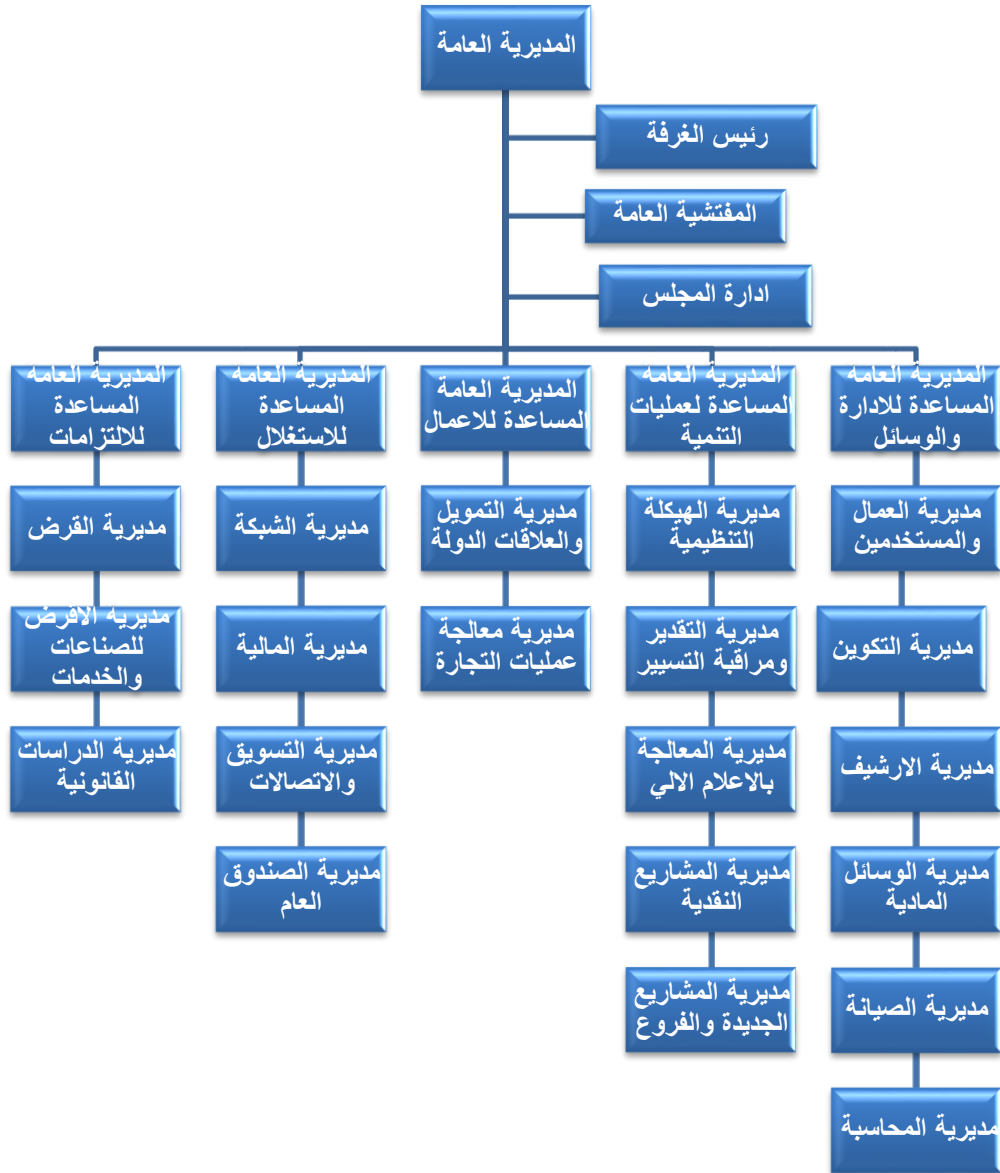 المديرية العامة
رئيس الغرفة
المفتشية العامة
ادارة المجلس
المديرية العامة
المساعدة للادارة
والوسائل
مديرية العمال
والمستخدمين
مديرية التكوين
مديرية الارشيف
مديرية الوسائل
المادية
مديرية الصيانة
مديرية المحاسبة
المديرية العامة
المساعدة لعمليات
التنمية
مديرية الهيكلة
التنظيمية
مديرية التقدير
ومراقبة التسيير
مديرية المعالجة
بالاعلام الالي
مديرية المشاريع
النقدية
مديرية المشاريع
الجديدة والفروع
المديرية العامة
المساعدة للاعمال
مديرية التمويل
والعلاقات الدولة
مديرية معالجة
عمليات التجارة
المديرية العامة
المساعدة
للاستغلال
مديرية الشبكة
مديرية المالية
مديرية التسويق
والاتصالات
مديرية الصندوق
العام
المديرية العامة
المساعدة
للالتزامات
مديرية القرض
مديرية الاقرض
للصناعات
والخدمات
مديرية الدراسات
القانونية